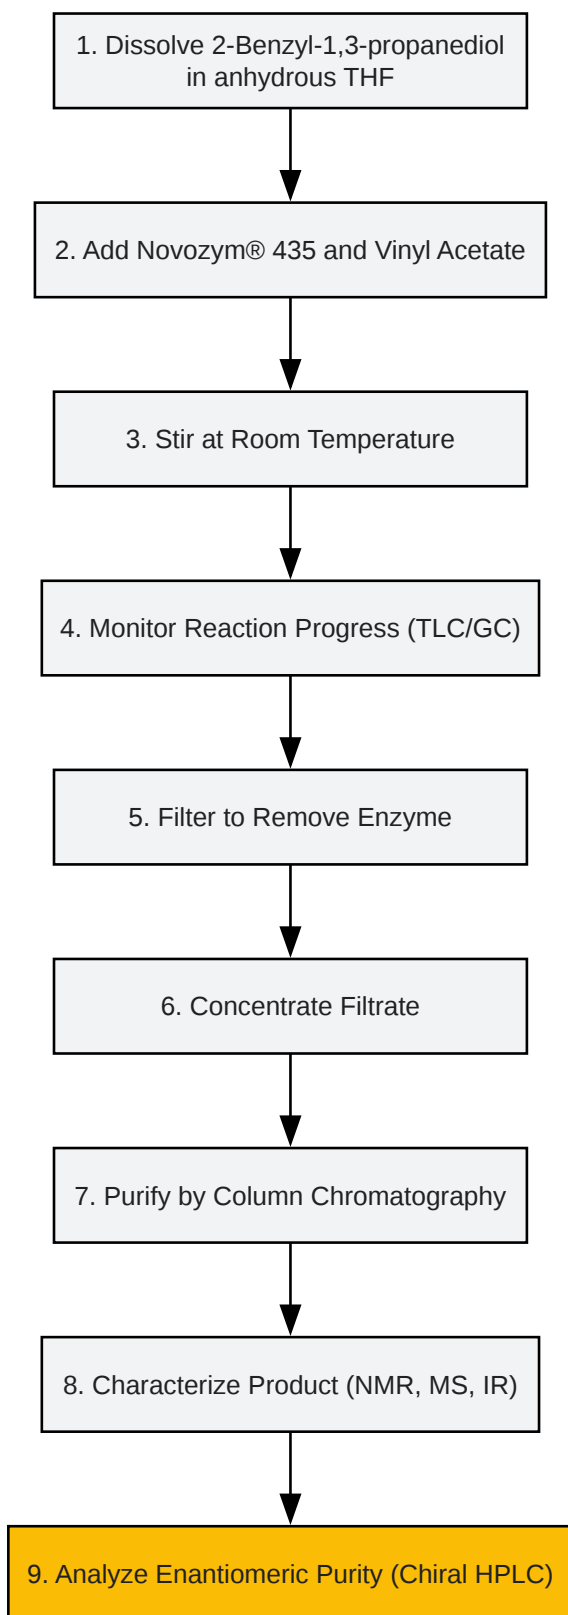 1. Dissolve 2-Benzyl-1,3-propanediol
in anhydrous THF
2. Add Novozym® 435 and Vinyl Acetate
3. Stir at Room Temperature
4. Monitor Reaction Progress (TLC/GC)
5. Filter to Remove Enzyme
6. Concentrate Filtrate
7. Purify by Column Chromatography
8. Characterize Product (NMR, MS, IR)
9. Analyze Enantiomeric Purity (Chiral HPLC)